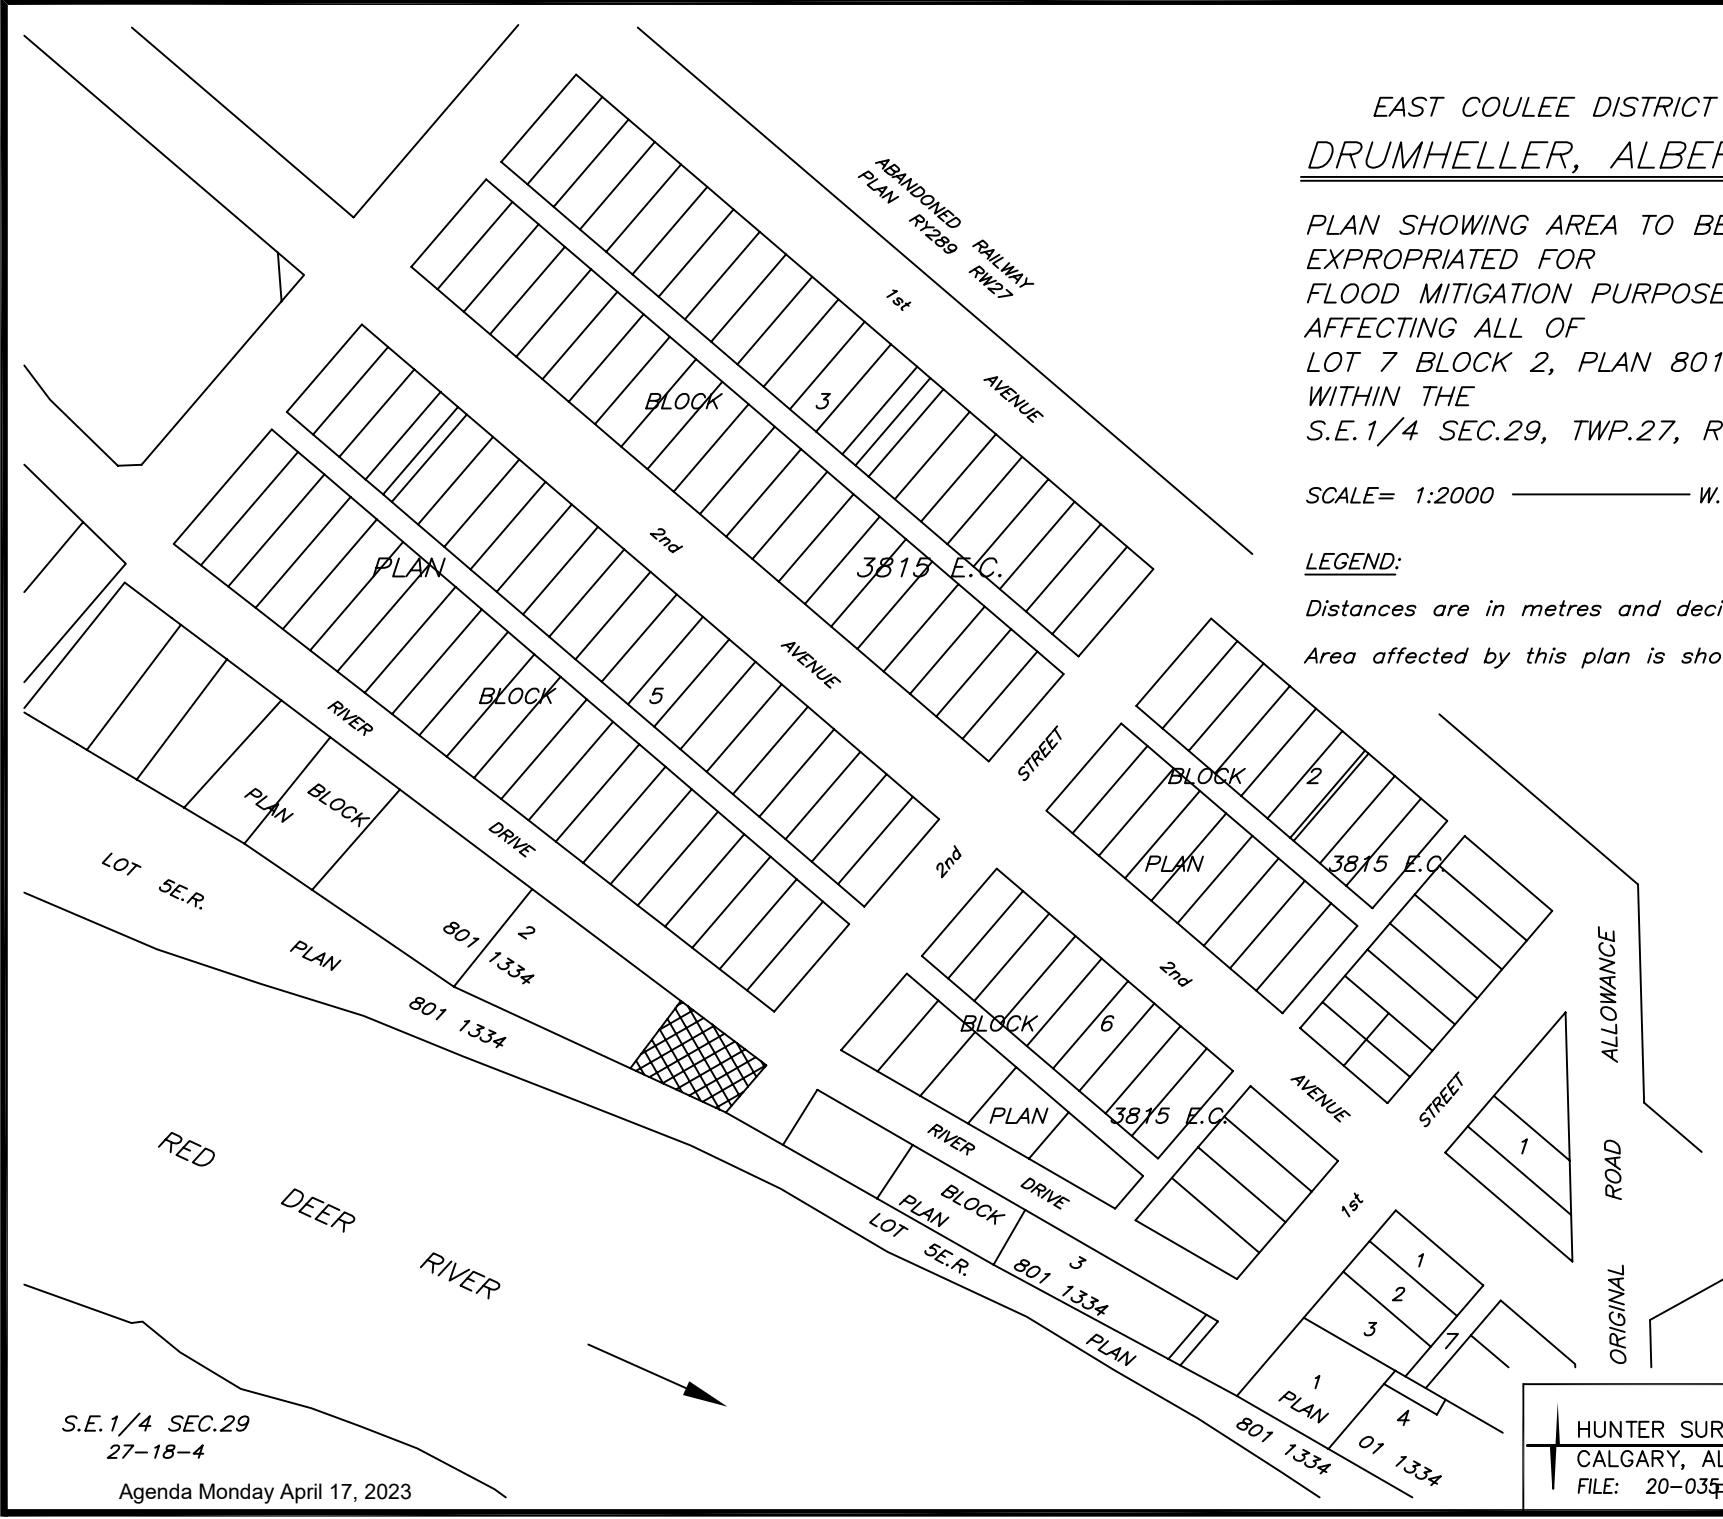 EAST COULEE DISTRICT
DRUMHELLER, ALBER
PLAN SHOWING AREA TO BE
EXPROPRIATED FOR
FLOOD MITIGATION PURPOSE
AFFECTING ALL OF
LOT 7 BLOCK 2, PLAN 801
WITHIN THE
S.E.1/4 SEC.29, TWP.27, R
SCALE= 1:2000 W.
LEGEND:
Distances are in metres and deci
Area affected by this plan is sho
ABANDONED RAILWAY
PLAN RY289 RW27
1st AVENUE
BLOCK 3
2nd AVENUE
PLAN 3815 E.C.
BLOCK 5
RIVER DRIVE
STREET
2nd
BLOCK 2
PLAN 3815 E.C.
PLAN BLOCK
801 1334
2
LOT 5E.R.
PLAN 801 1334
2nd AVENUE
BLOCK 6
PLAN 3815 E.C.
ORIGINAL ROAD ALLOWANCE
STREET
1st
1
RIVER DRIVE
BLOCK 3
PLAN 801 1334
LOT 5E.R.
PLAN 801 1334
1
2
3
7
1
PLAN
4
01 1334
RED DEER RIVER
S.E.1/4 SEC.29
27-18-4
Agenda Monday April 17, 2023
HUNTER SUR
CALGARY, AL
FILE: 20-035